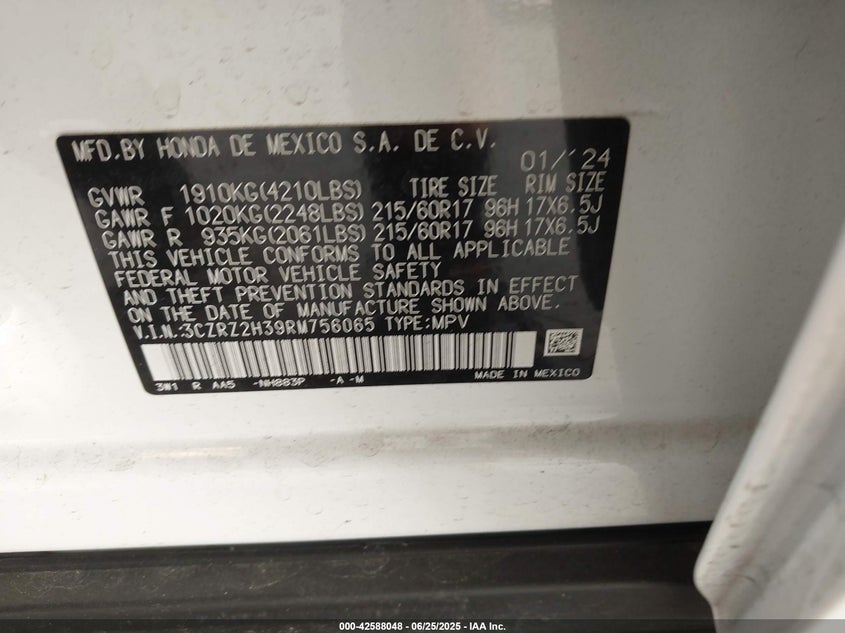 MFD.BY HONDA DE MEXICO S.A. DE C.V.
01/'24
GVWR 1910KG(4210LBS) TIRE SIZE RIM SIZE
GAWR F 1020KG(2248LBS) 215/60R17 96H 17X6.5J
GAWR R 935KG(2061LBS) 215/60R17 96H 17X6.5J
THIS VEHICLE CONFORMS TO ALL APPLICABLE
FEDERAL MOTOR VEHICLE SAFETY
AND THEFT PREVENTION STANDARDS IN EFFECT
ON THE DATE OF MANUFACTURE SHOWN ABOVE.
V.I.N.:3CZRZ2H39RM756065 TYPE:MPV
3W1 R AA5 -NH883P -A -M MADE IN MEXICO
000-42588048 - 06/25/2025 - IAA Inc.